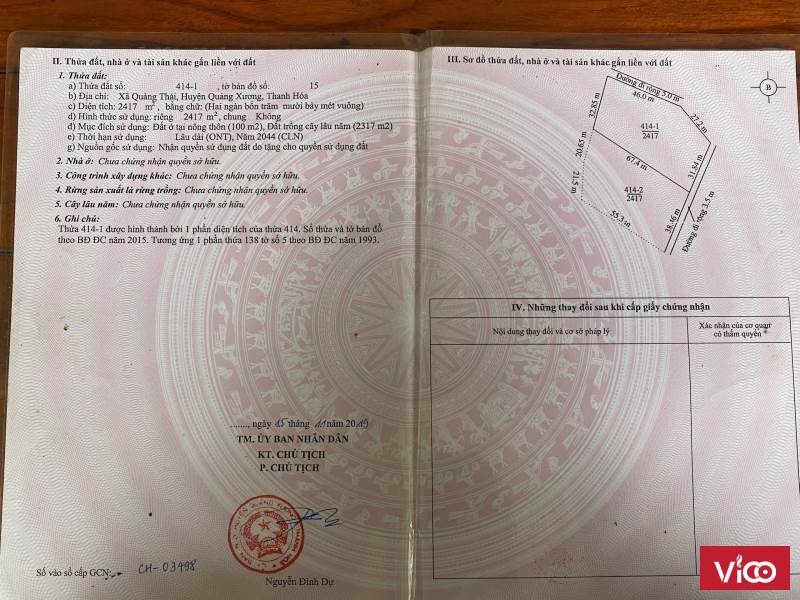 II. Thửa đất, nhà ở và tài sản khác gắn liền với đất
1. Thửa đất:
a) Thửa đất số: 414-1 , tờ bản đồ số: 15
b) Địa chỉ: Xã Quảng Thái, Huyện Quảng Xương, Thanh Hóa
c) Diện tích: 2417 m², bằng chữ: (Hai ngàn bốn trăm mười bảy mét vuông)
d) Hình thức sử dụng: riêng 2417 m², chung Không
đ) Mục đích sử dụng: Đất ở tại nông thôn (100 m2), Đất trồng cây lâu năm (2317 m2)
e) Thời hạn sử dụng: Lâu dài (ONT), Năm 2044 (CLN)
g) Nguồn gốc sử dụng: Nhận quyền sử dụng đất do tặng cho quyền sử dụng đất
2. Nhà ở: Chưa chứng nhận quyền sở hữu.
3. Công trình xây dựng khác: Chưa chứng nhận quyền sở hữu.
4. Rừng sản xuất là rừng trồng: Chưa chứng nhận quyền sở hữu.
5. Cây lâu năm: Chưa chứng nhận quyền sở hữu.
6. Ghi chú:
Thửa 414-1 được hình thành bởi 1 phần diện tích của thửa 414. Số thửa và tờ bản đồ
theo BĐ ĐC năm 2015. Tương ứng 1 phần thửa 138 tờ số 5 theo BĐ ĐC năm 1993.
......., ngày 15 tháng 11 năm 2019
TM. ỦY BAN NHÂN DÂN
KT. CHỦ TỊCH
P. CHỦ TỊCH
Nguyễn Đình Dự
Số vào sổ cấp GCN: CH-03498
III. Sơ đồ thửa đất, nhà ở và tài sản khác gắn liền với đất
B
Đường đi rộng 5.0 m
46.0 m
32.85 m
27.2 m
414-1
2417
20.65 m
67.4 m
31.84 m
21.5 m
414-2
2417
55.3 m
38.56 m
Đường đi rộng 3.5 m
IV. Những thay đổi sau khi cấp giấy chứng nhận
Nội dung thay đổi và cơ sở pháp lý
Xác nhận của cơ quan
có thẩm quyền
ViCO